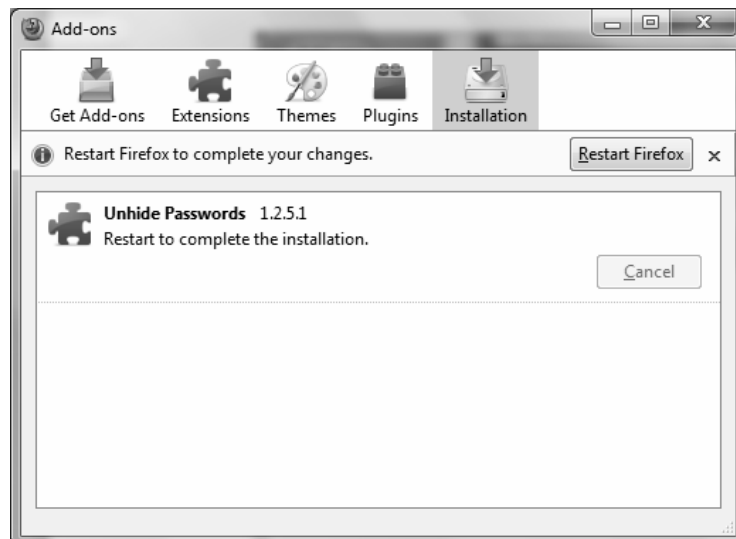 Add-ons
Get Add-ons Extensions Themes Plugins Installation
Restart Firefox to complete your changes. Restart Firefox
Unhide Passwords 1.2.5.1
Restart to complete the installation.
Cancel